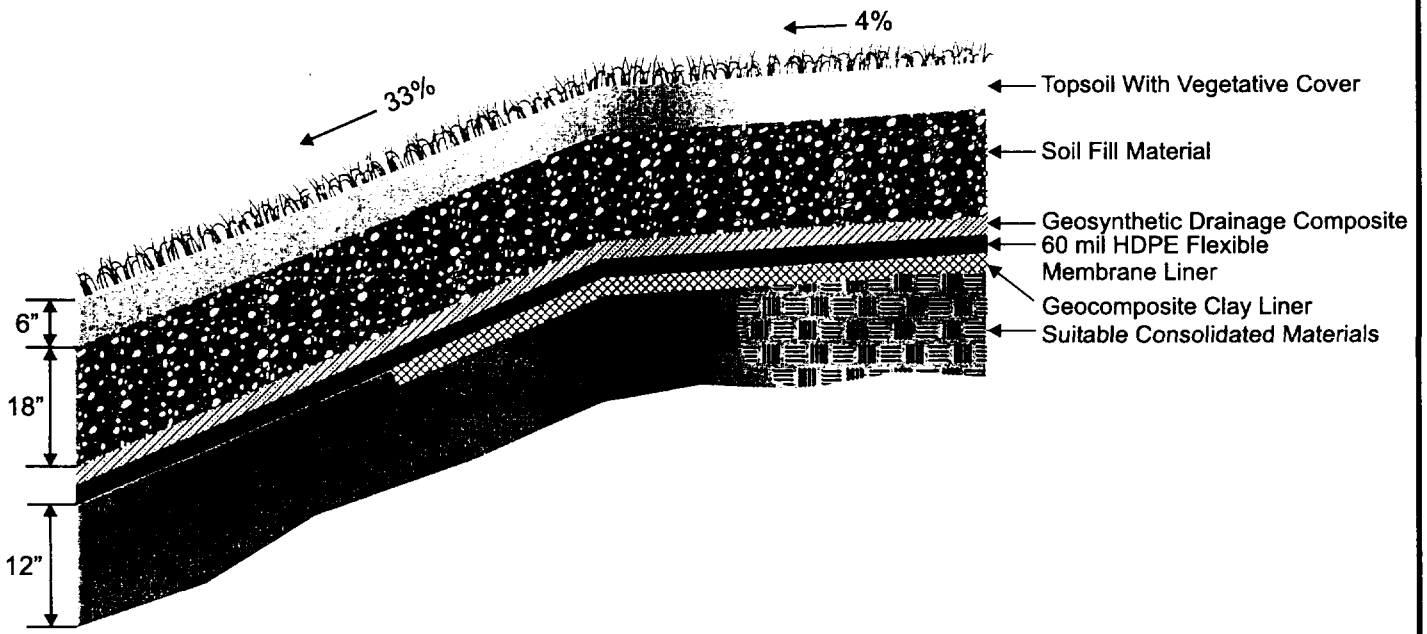 4%
33%
Topsoil With Vegetative Cover
Soil Fill Material
Geosynthetic Drainage Composite
60 mil HDPE Flexible
Membrane Liner
Geocomposite Clay Liner
Suitable Consolidated Materials
6”
18”
12”